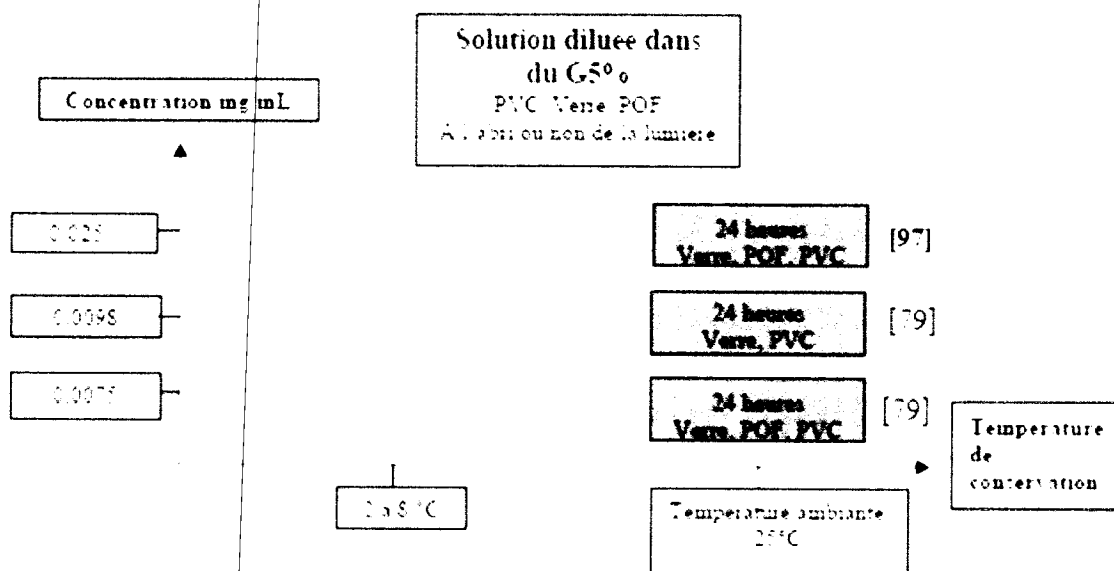 Solution diluee dans
du G5%
PVC Verre POF
A l'abri ou non de la lumiere
Concentration mg/mL
0.025
24 heures
Verre, POF, PVC
[97]
0.0098
24 heures
Verre, PVC
[79]
0.0075
24 heures
Verre, POF, PVC
[79]
Temperature
de
conservation
2 a 8 °C
Temperature ambiante
25°C